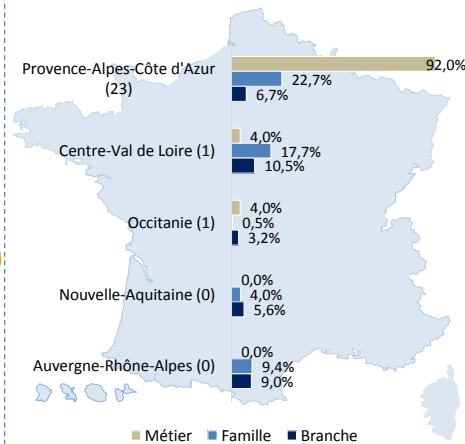 Provence-Alpes-Côte d'Azur
(23)
92,0%
22,7%
6,7%
Centre-Val de Loire (1)
4,0%
17,7%
10,5%
Occitanie (1)
4,0%
0,5%
3,2%
Nouvelle-Aquitaine (0)
0,0%
4,0%
5,6%
Auvergne-Rhône-Alpes (0)
0,0%
9,4%
9,0%
Métier Famille Branche